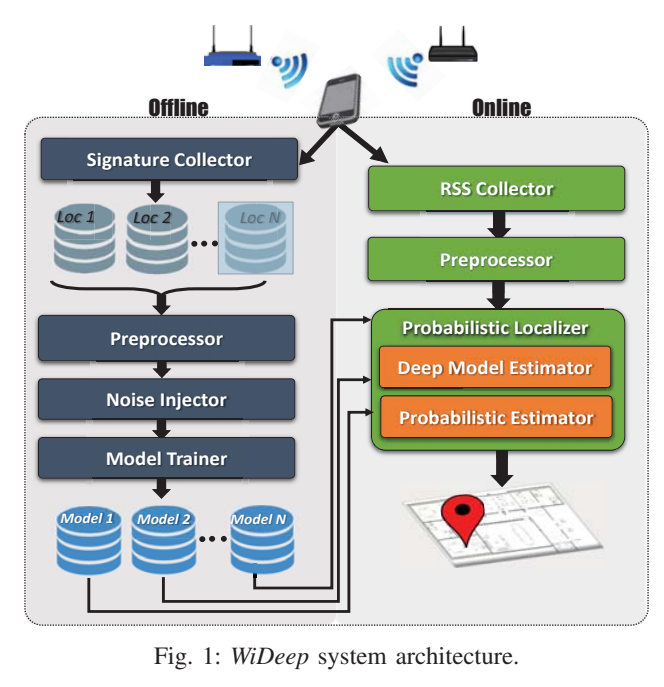 Offline
Online
Signature Collector
Loc 1
Loc 2
Loc N
Preprocessor
Noise Injector
Model Trainer
Model 1
Model 2
Model N
RSS Collector
Preprocessor
Probabilistic Localizer
Deep Model Estimator
Probabilistic Estimator
Fig. 1: WiDeep system architecture.